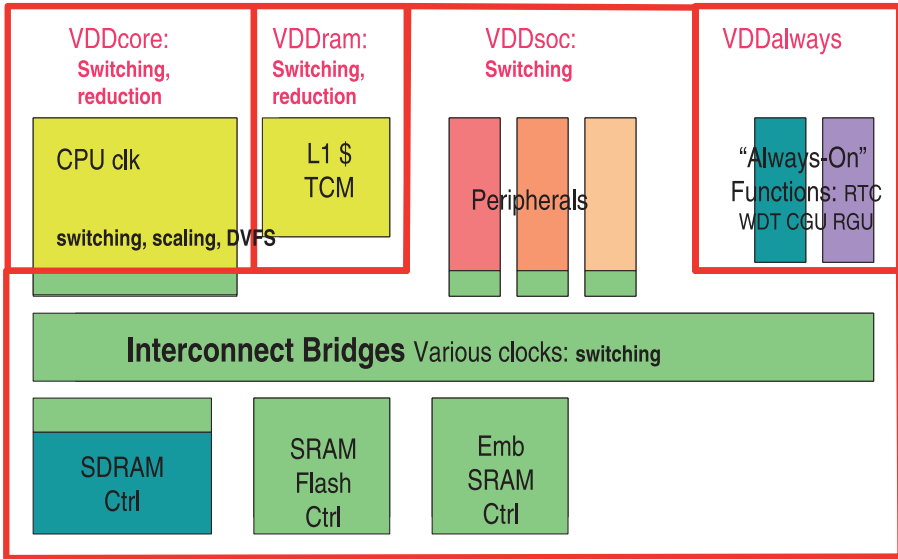 VDDcore:
Switching,
reduction
VDDram:
Switching,
reduction
VDDsoc:
Switching
VDDalways
CPU clk
switching, scaling, DVFS
L1 $
TCM
Peripherals
“Always-On”
Functions: RTC
WDT CGU RGU
Interconnect Bridges Various clocks: switching
SDRAM
Ctrl
SRAM
Flash
Ctrl
Emb
SRAM
Ctrl